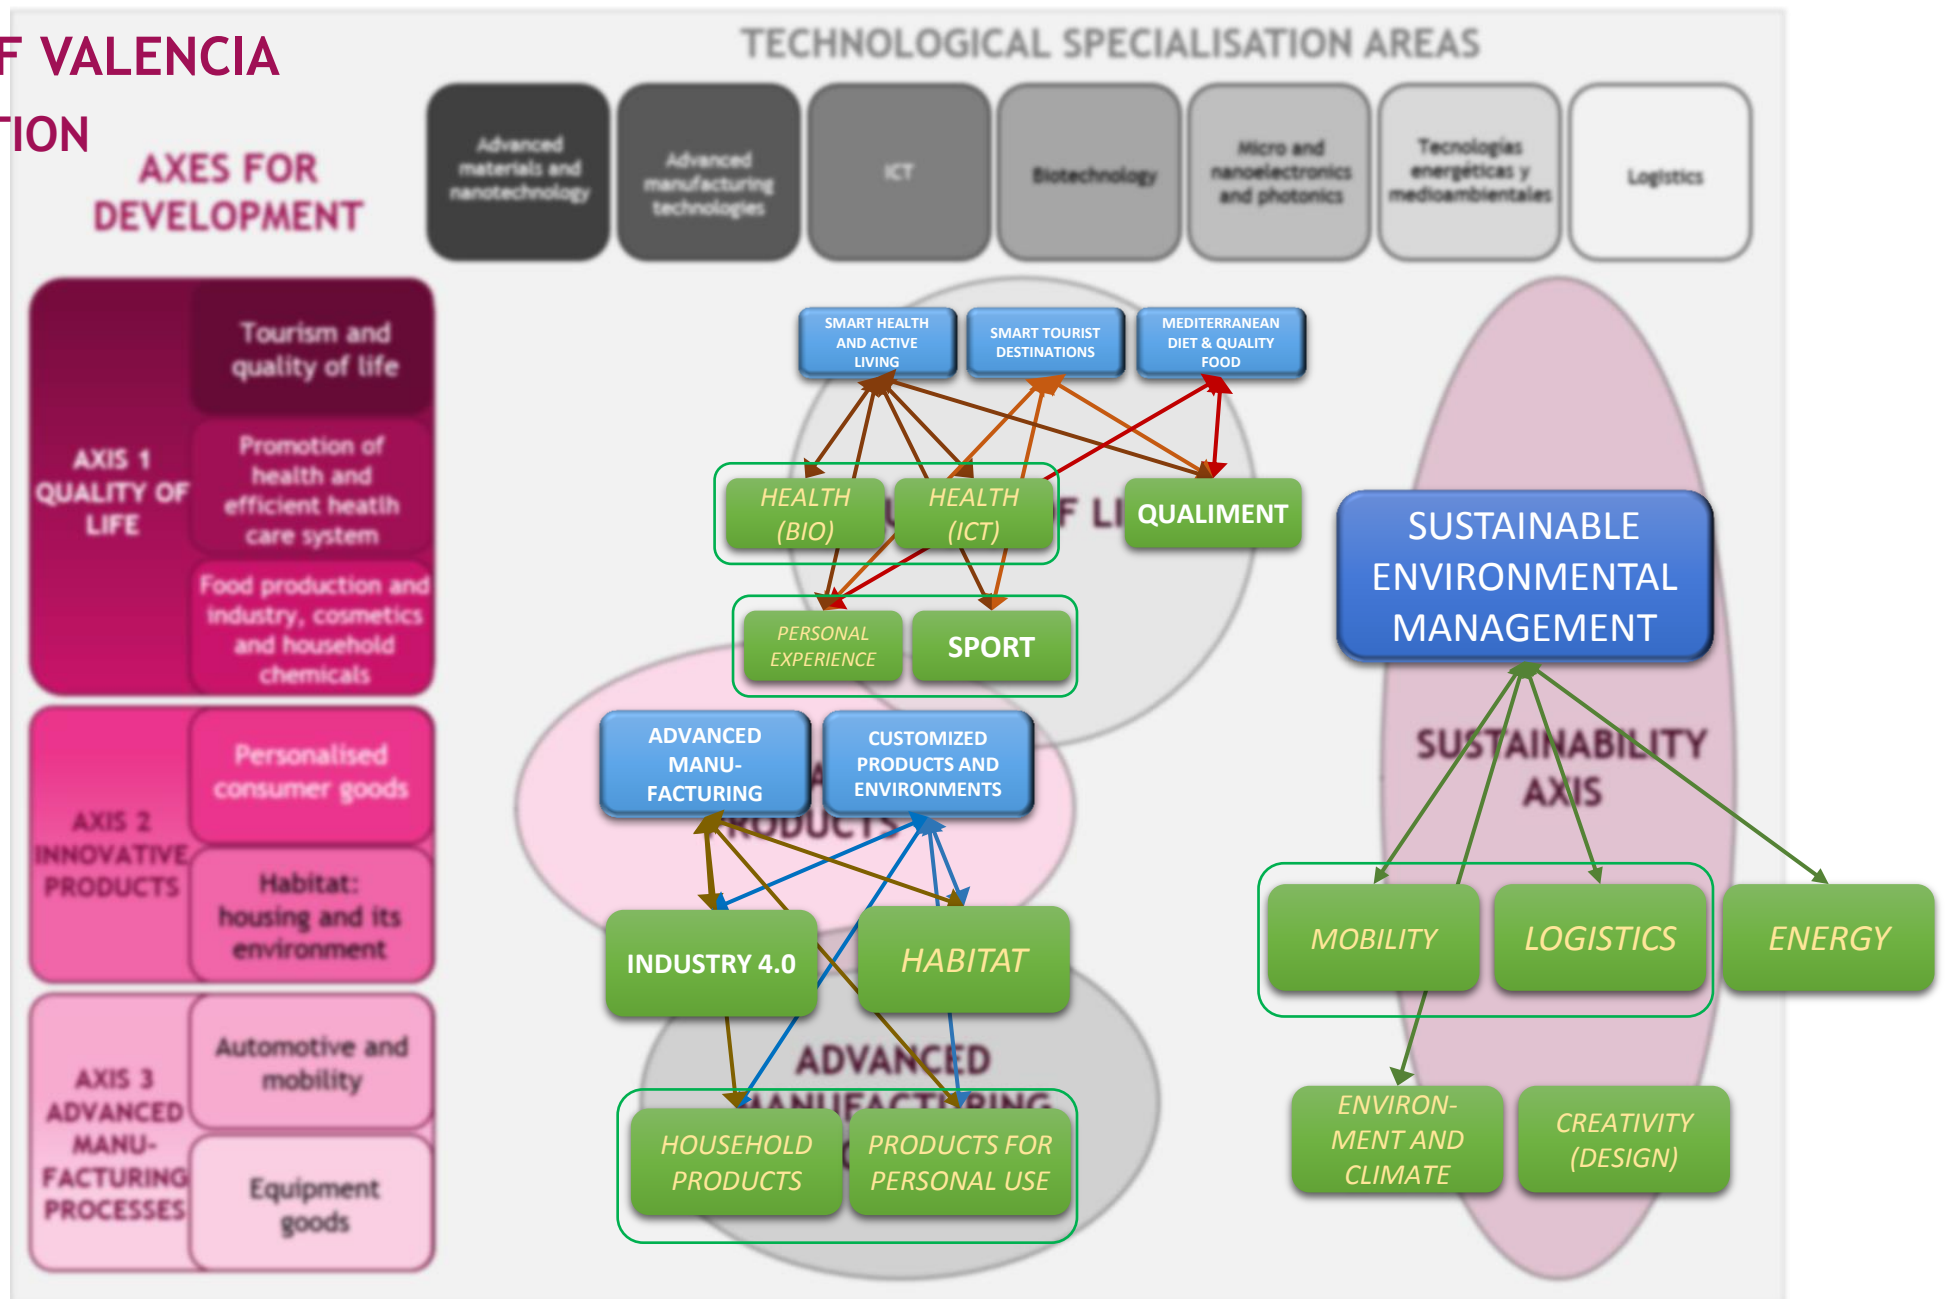 F VALENCIA
TION
TECHNOLOGICAL SPECIALISATION AREAS
AXES FOR
DEVELOPMENT
Advanced
materials and
nanotechnology
Advanced
manufacturing
technologies
ICT
Biotechnology
Micro and
nanoelectronics
and photonics
Tecnologías
energéticas y
medioambientales
Logistics
AXIS 1
QUALITY OF
LIFE
Tourism and
quality of life
Promotion of
health and
efficient heatlh
care system
Food production and
industry, cosmetics
and household
chemicals
AXIS 2
INNOVATIVE
PRODUCTS
Personalised
consumer goods
Habitat:
housing and its
environment
AXIS 3
ADVANCED
MANU-
FACTURING
PROCESSES
Automotive and
mobility
Equipment
goods
SMART HEALTH
AND ACTIVE
LIVING
SMART TOURIST
DESTINATIONS
MEDITERRANEAN
DIET & QUALITY
FOOD
HEALTH
(BIO)
HEALTH
(ICT)
F LI
QUALIMENT
PERSONAL
EXPERIENCE
SPORT
ADVANCED
MANU-
FACTURING
CUSTOMIZED
PRODUCTS AND
ENVIRONMENTS
RODUCTS
INDUSTRY 4.0
HABITAT
ADVANCED
MANUFACTURING
HOUSEHOLD
PRODUCTS
PRODUCTS FOR
PERSONAL USE
SUSTAINABLE
ENVIRONMENTAL
MANAGEMENT
SUSTAINABILITY
AXIS
MOBILITY
LOGISTICS
ENERGY
ENVIRON-
MENT AND
CLIMATE
CREATIVITY
(DESIGN)